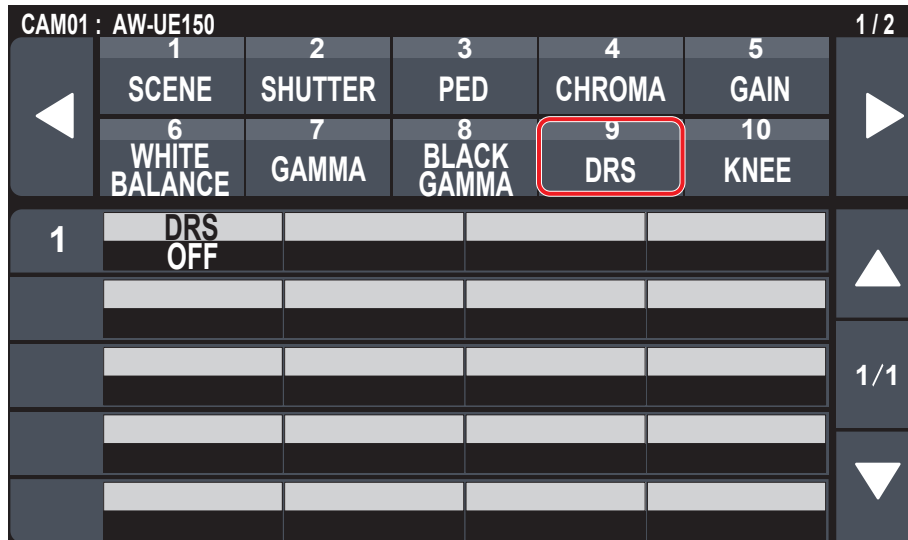 CAM01 : AW-UE150 1 / 2
1 2 3 4 5
SCENE SHUTTER PED CHROMA GAIN
6 7 8 9 10
WHITE BALANCE GAMMA BLACK GAMMA DRS KNEE
1 DRS
OFF
1/1